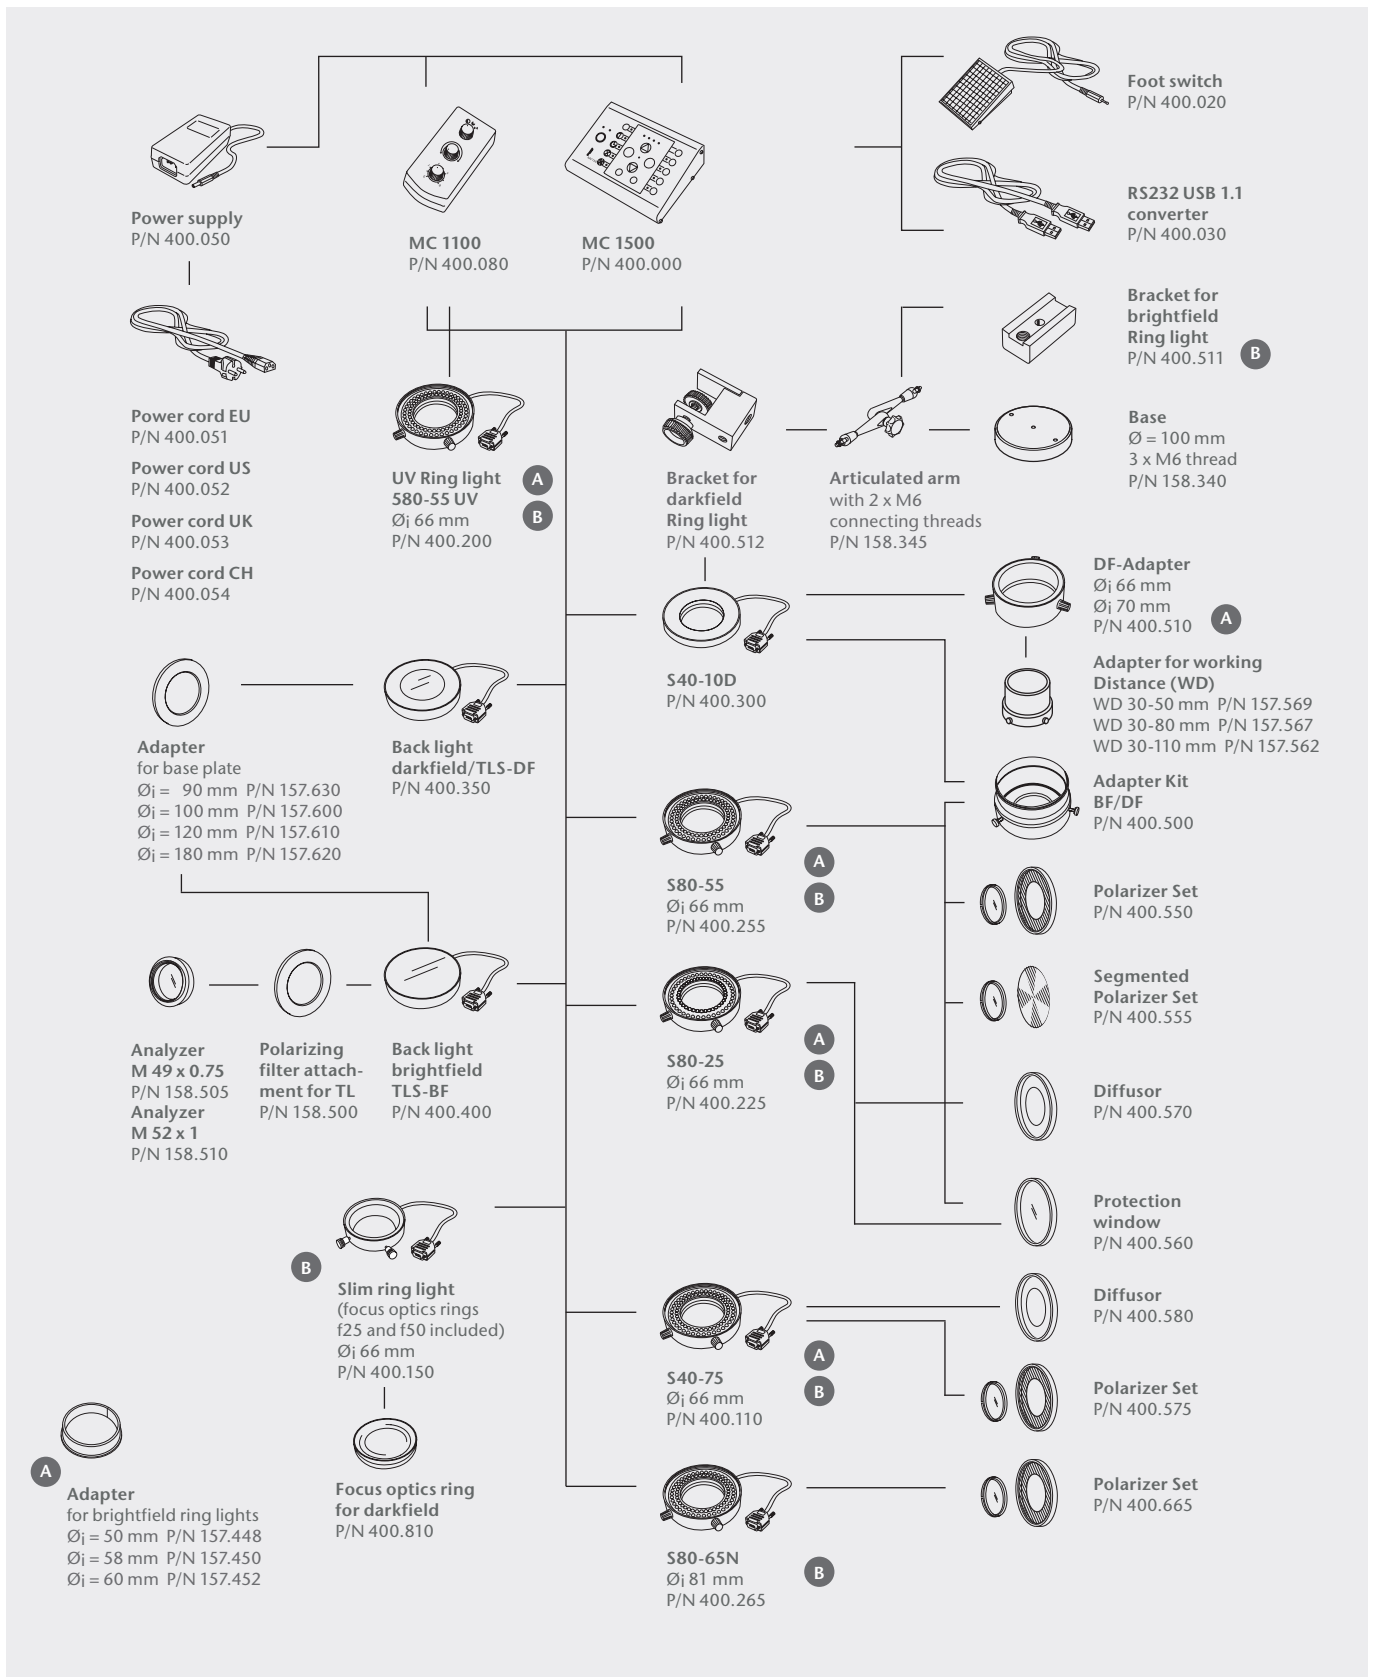 Foot switch
P/N 400.020
Power supply
P/N 400.050
MC 1100
P/N 400.080
MC 1500
P/N 400.000
RS232 USB 1.1
converter
P/N 400.030
Bracket for
brightfield
Ring light
P/N 400.511
B
Power cord EU
P/N 400.051
Power cord US
P/N 400.052
Power cord UK
P/N 400.053
Power cord CH
P/N 400.054
UV Ring light
580-55 UV
Øi 66 mm
P/N 400.200
A
B
Bracket for
darkfield
Ring light
P/N 400.512
Articulated arm
with 2 x M6
connecting threads
P/N 158.345
Base
Ø = 100 mm
3 x M6 thread
P/N 158.340
DF-Adapter
Øi 66 mm
Øi 70 mm
P/N 400.510
A
S40-10D
P/N 400.300
Adapter for working
Distance (WD)
WD 30-50 mm P/N 157.569
WD 30-80 mm P/N 157.567
WD 30-110 mm P/N 157.562
Adapter
for base plate
Øi = 90 mm P/N 157.630
Øi = 100 mm P/N 157.600
Øi = 120 mm P/N 157.610
Øi = 180 mm P/N 157.620
Back light
darkfield/TLS-DF
P/N 400.350
Adapter Kit
BF/DF
P/N 400.500
S80-55
Øi 66 mm
P/N 400.255
A
B
Polarizer Set
P/N 400.550
Segmented
Polarizer Set
P/N 400.555
Analyzer
M 49 x 0.75
P/N 158.505
Analyzer
M 52 x 1
P/N 158.510
Polarizing
filter attach-
ment for TL
P/N 158.500
Back light
brightfield
TLS-BF
P/N 400.400
S80-25
Øi 66 mm
P/N 400.225
A
B
Diffusor
P/N 400.570
Protection
window
P/N 400.560
B
Slim ring light
(focus optics rings
f25 and f50 included)
Øi 66 mm
P/N 400.150
Diffusor
P/N 400.580
S40-75
Øi 66 mm
P/N 400.110
A
B
Polarizer Set
P/N 400.575
A
Adapter
for brightfield ring lights
Øi = 50 mm P/N 157.448
Øi = 58 mm P/N 157.450
Øi = 60 mm P/N 157.452
Focus optics ring
for darkfield
P/N 400.810
Polarizer Set
P/N 400.665
S80-65N
Øi 81 mm
P/N 400.265
B